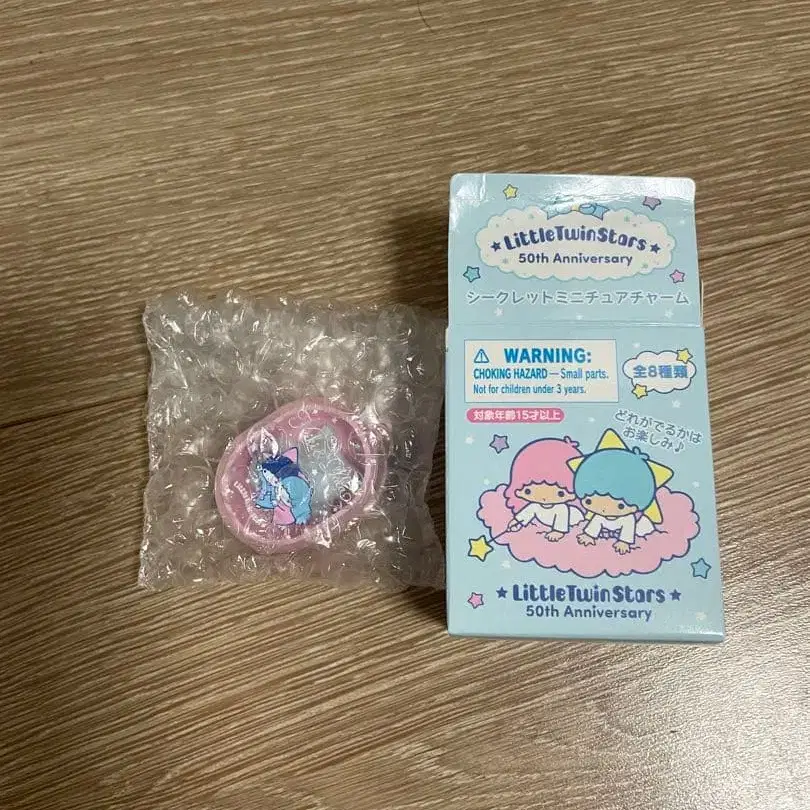 LittleTwinStars
50th Anniversary
シークレットミニチュアチャーム
WARNING:
CHOKING HAZARD — Small parts.
Not for children under 3 years.
全8種類
対象年齢15才以上
どれがでるかは
お楽しみ♪
LittleTwinStars
50th Anniversary